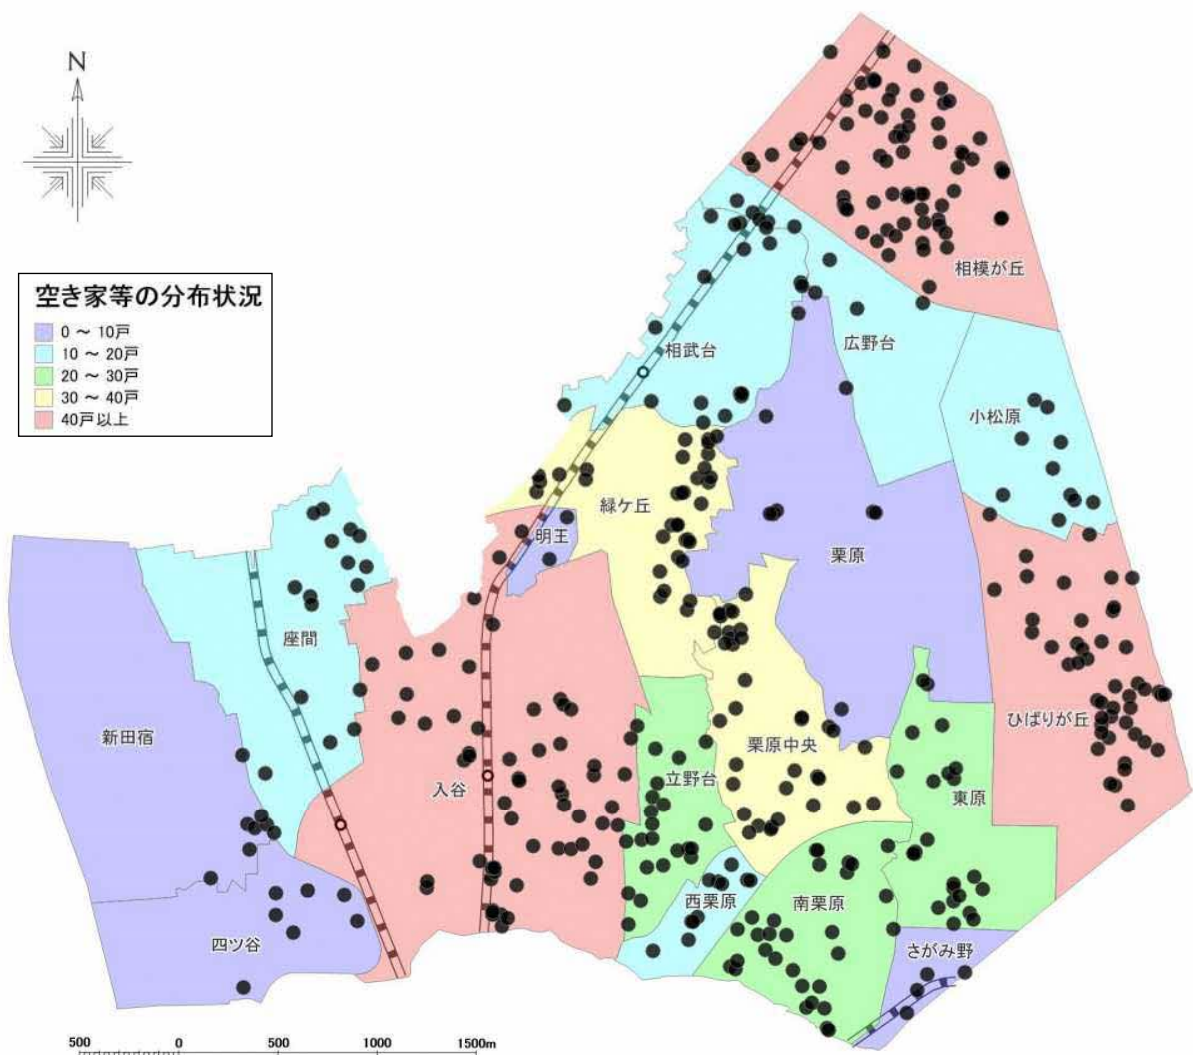 N
空き家等の分布状況
0 ～ 10戸
10 ～ 20戸
20 ～ 30戸
30 ～ 40戸
40戸以上
相模が丘
相武台
広野台
小松原
緑ケ丘
明王
栗原
座間
新田宿
ひばりが丘
栗原中央
入谷
立野台
東原
西栗原
南栗原
四ツ谷
さがみ野
500 0 500 1000 1500m